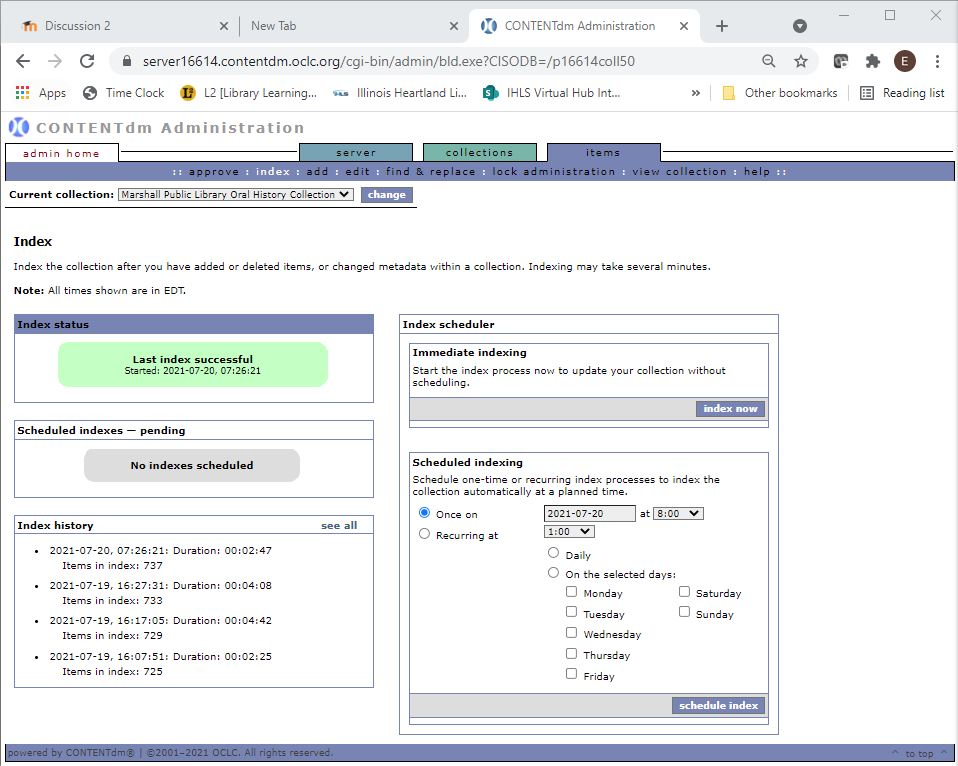 Discussion 2
New Tab
CONTENTdm Administration
server16614.contentdm.oclc.org/cgi-bin/admin/bld.exe?CISODB=/p16614coll50
E
Apps
Time Clock
L2 [Library Learning...
Illinois Heartland Li...
IHLS Virtual Hub Int...
»
Other bookmarks
Reading list
CONTENTdm Administration
admin home
server
collections
items
:: approve : index : add : edit : find & replace : lock administration : view collection : help ::
Current collection: Marshall Public Library Oral History Collection change
Index
Index the collection after you have added or deleted items, or changed metadata within a collection. Indexing may take several minutes.
Note: All times shown are in EDT.
Index status
Last index successful
Started: 2021-07-20, 07:26:21
Scheduled indexes — pending
No indexes scheduled
Index history see all
• 2021-07-20, 07:26:21: Duration: 00:02:47
Items in index: 737
• 2021-07-19, 16:27:31: Duration: 00:04:08
Items in index: 733
• 2021-07-19, 16:17:05: Duration: 00:04:42
Items in index: 729
• 2021-07-19, 16:07:51: Duration: 00:02:25
Items in index: 725
Index scheduler
Immediate indexing
Start the index process now to update your collection without
scheduling.
index now
Scheduled indexing
Schedule one-time or recurring index processes to index the
collection automatically at a planned time.
Once on 2021-07-20 at 8:00
Recurring at 1:00
Daily
On the selected days:
Monday Saturday
Tuesday Sunday
Wednesday
Thursday
Friday
schedule index
powered by CONTENTdm® | ©2001–2021 OCLC. All rights reserved. ^ to top ^